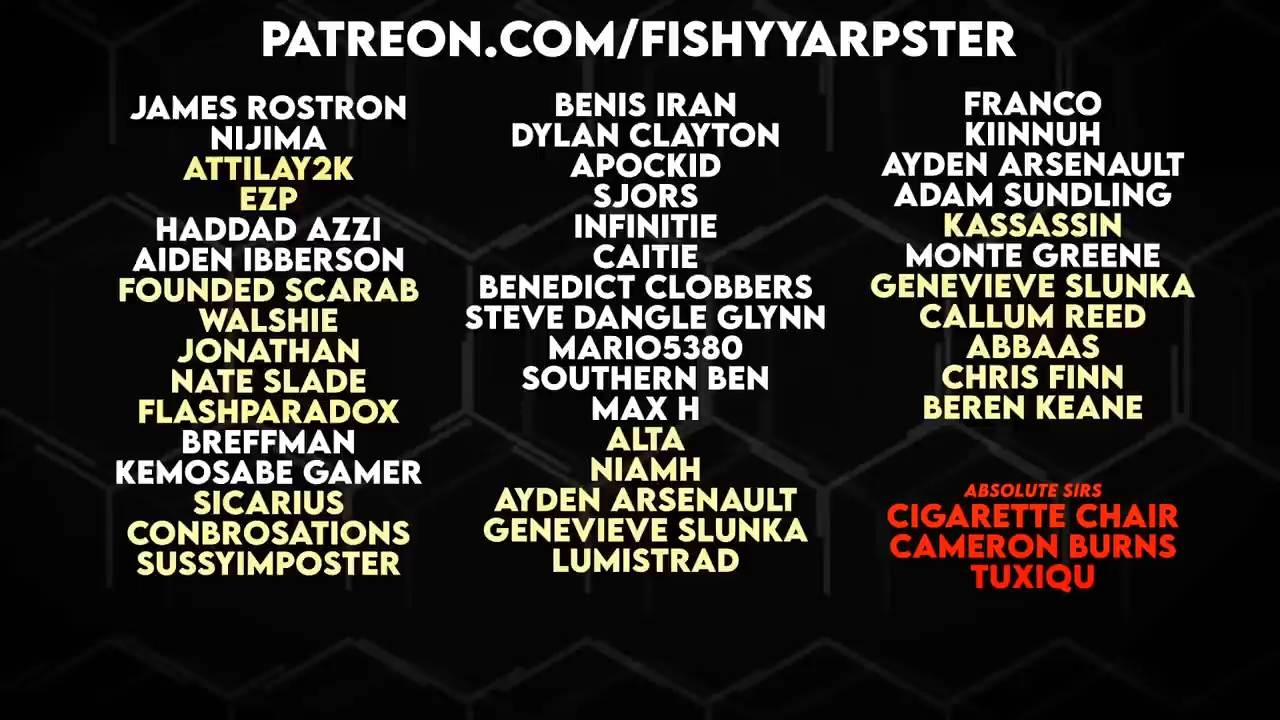 PATREON.COM/FISHYYARPSTER
JAMES ROSTRON
NIJIMA
ATTILAY2K
EZP
HADDAD AZZI
AIDEN IBBERSON
FOUNDED SCARAB
WALSHIE
JONATHAN
NATE SLADE
FLASHPARADOX
BREFFMAN
KEMOSABE GAMER
SICARIUS
CONBROSATIONS
SUSSYIMPOSTER
BENIS IRAN
DYLAN CLAYTON
APOCKID
SJORS
INFINITIE
CAITIE
BENEDICT CLOBBERS
STEVE DANGLE GLYNN
MARIO5380
SOUTHERN BEN
MAX H
ALTA
NIAMH
AYDEN ARSENAULT
GENEVIEVE SLUNKA
LUMISTRAD
FRANCO
KIINNUH
AYDEN ARSENAULT
ADAM SUNDLING
KASSASSIN
MONTE GREENE
GENEVIEVE SLUNKA
CALLUM REED
ABBAAS
CHRIS FINN
BEREN KEANE
ABSOLUTE SIRS
CIGARETTE CHAIR
CAMERON BURNS
TUXIQU